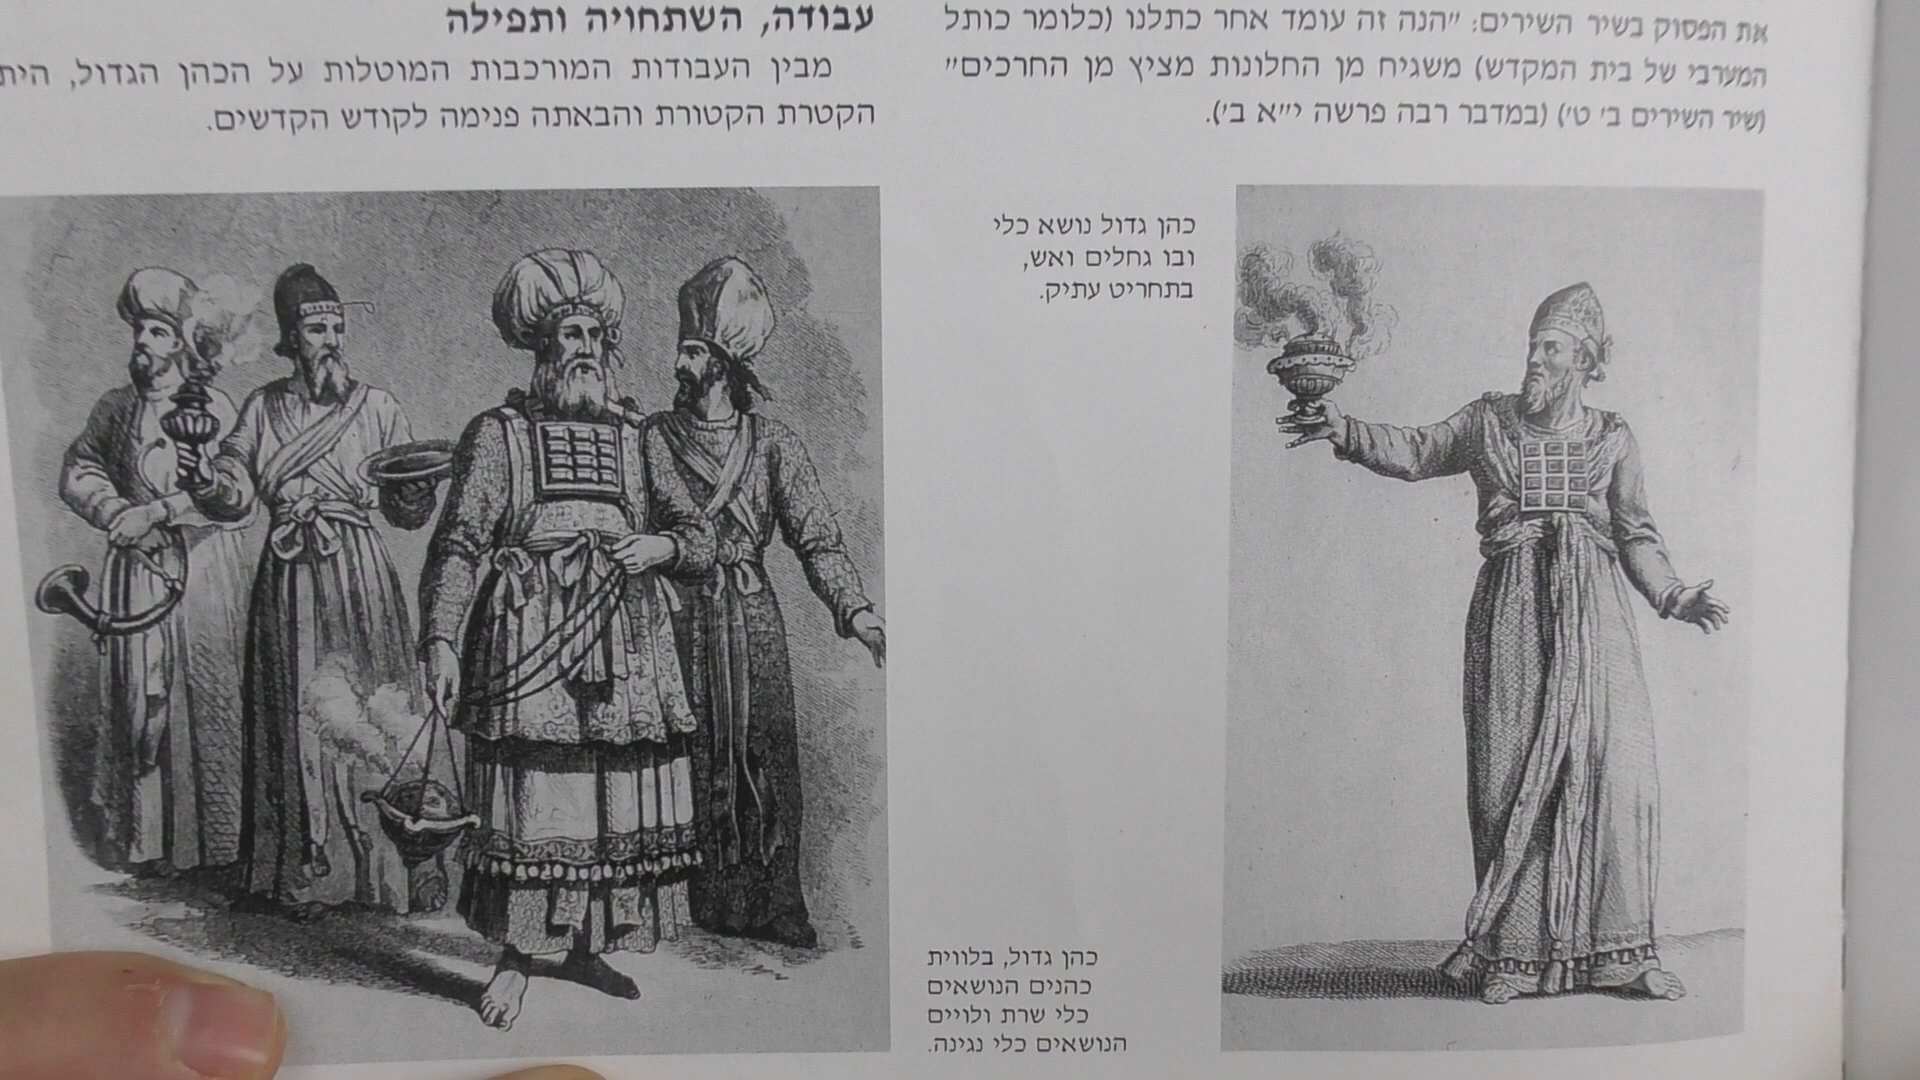 את הפסוק בשיר השירים: "הנה זה עומד אחר כתלנו (כלומר כותל
המערבי של בית המקדש) משגיח מן החלונות מציץ מן החרכים"
(שיר השירים ב' ט') (במדבר רבה פרשה י"א ב').
כהן גדול נושא כלי
ובו גחלים ואש,
בתחריט עתיק.
כהן גדול, בלווית
כהנים הנושאים
כלי שרת ולויים
הנושאים כלי נגינה.
עבודה, השתחויה ותפילה
מבין העבודות המורכבות המוטלות על הכהן הגדול, הית
הקטרת הקטורת והבאתה פנימה לקודש הקדשים.